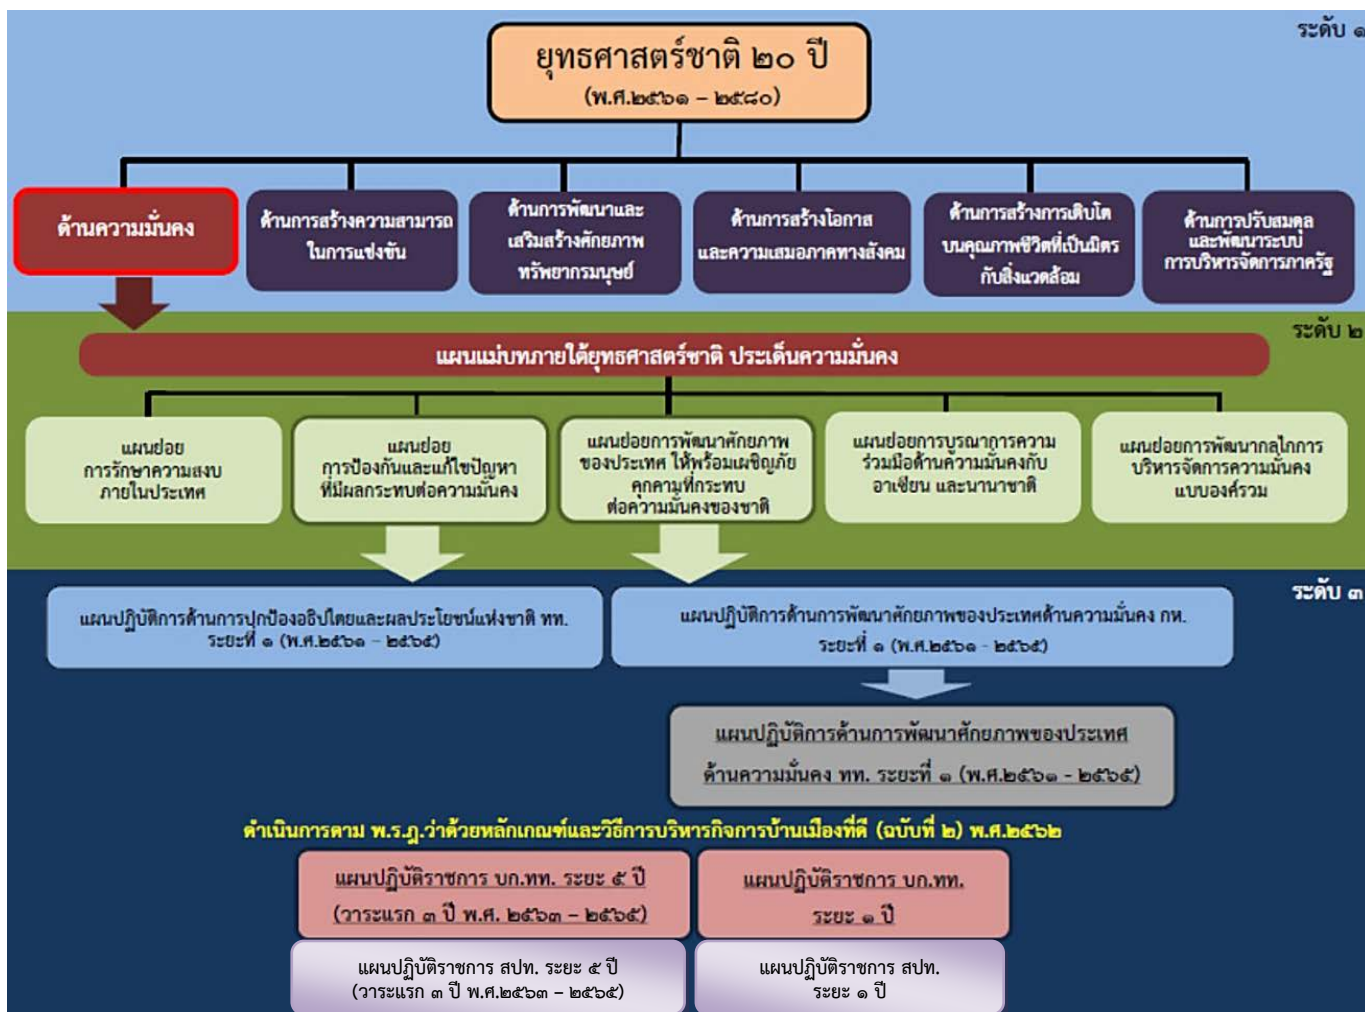 ระดับ ๑
ยุทธศาสตร์ชาติ ๒๐ ปี
(พ.ศ.๒๕๖๑ – ๒๕๘๐)
ด้านความมั่นคง
ด้านการสร้างความสามารถ
ในการแข่งขัน
ด้านการพัฒนาและ
เสริมสร้างศักยภาพ
ทรัพยากรมนุษย์
ด้านการสร้างโอกาส
และความเสมอภาคทางสังคม
ด้านการสร้างการเติบโต
บนคุณภาพชีวิตที่เป็นมิตร
กับสิ่งแวดล้อม
ด้านการปรับสมดุล
และพัฒนาระบบ
การบริหารจัดการภาครัฐ
ระดับ ๒
แผนแม่บทภายใต้ยุทธศาสตร์ชาติ ประเด็นความมั่นคง
แผนย่อย
การรักษาความสงบ
ภายในประเทศ
แผนย่อย
การป้องกันและแก้ไขปัญหา
ที่มีผลกระทบต่อความมั่นคง
แผนย่อยการพัฒนาศักยภาพ
ของประเทศ ให้พร้อมเผชิญภัย
คุกคามที่กระทบ
ต่อความมั่นคงของชาติ
แผนย่อยการบูรณาการความ
ร่วมมือด้านความมั่นคงกับ
อาเซียน และนานาชาติ
แผนย่อยการพัฒนากลไกการ
บริหารจัดการความมั่นคง
แบบองค์รวม
ระดับ ๓
แผนปฏิบัติการด้านการปกป้องอธิปไตยและผลประโยชน์แห่งชาติ ทท.
ระยะที่ ๑ (พ.ศ.๒๕๖๑ – ๒๕๖๕)
แผนปฏิบัติการด้านการพัฒนาศักยภาพของประเทศด้านความมั่นคง กห.
ระยะที่ ๑ (พ.ศ.๒๕๖๑ - ๒๕๖๕)
แผนปฏิบัติการด้านการพัฒนาศักยภาพของประเทศ
ด้านความมั่นคง ทท. ระยะที่ ๑ (พ.ศ.๒๕๖๑ - ๒๕๖๕)
ดำเนินการตาม พ.ร.ฎ.ว่าด้วยหลักเกณฑ์และวิธีการบริหารกิจการบ้านเมืองที่ดี (ฉบับที่ ๒) พ.ศ.๒๕๖๒
แผนปฏิบัติราชการ บก.ทท. ระยะ ๕ ปี
(วาระแรก ๓ ปี พ.ศ. ๒๕๖๓ – ๒๕๖๕)
แผนปฏิบัติราชการ บก.ทท.
ระยะ ๑ ปี
แผนปฏิบัติราชการ สปท. ระยะ ๕ ปี
(วาระแรก ๓ ปี พ.ศ.๒๕๖๓ – ๒๕๖๕)
แผนปฏิบัติราชการ สปท.
ระยะ ๑ ปี